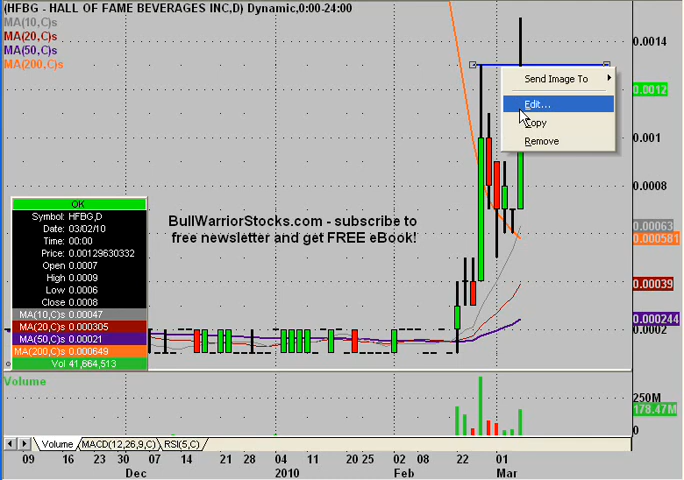 (HFBG - HALL OF FAME BEVERAGES INC,D) Dynamic,0:00-24:00
MA(10,C)s
MA(20,C)s
MA(50,C)s
MA(200,C)s
0.0014
0.0012
0.001
0.0008
0.00063
0.000581
0.00039
0.000244
0.0002
Send Image To
Edit...
Copy
Remove
BullWarriorStocks.com - subscribe to
free newsletter and get FREE eBook!
OK
Symbol: HFBG,D
Date: 03/02/10
Time: 00:00
Price: 0.00129630332
Open 0.0007
High 0.0009
Low 0.0006
Close 0.0008
MA(10,C)s 0.00047
MA(20,C)s 0.000305
MA(50,C)s 0.00021
MA(200,C)s 0.000649
Vol 41,664,513
Volume
250M
178.47M
0
Volume MACD(12,26,9,C) RSI(5,C)
09 16 23 30 07 14 21 28 04 11 20 25 02 08 22 01
Dec 2010 Feb Mar